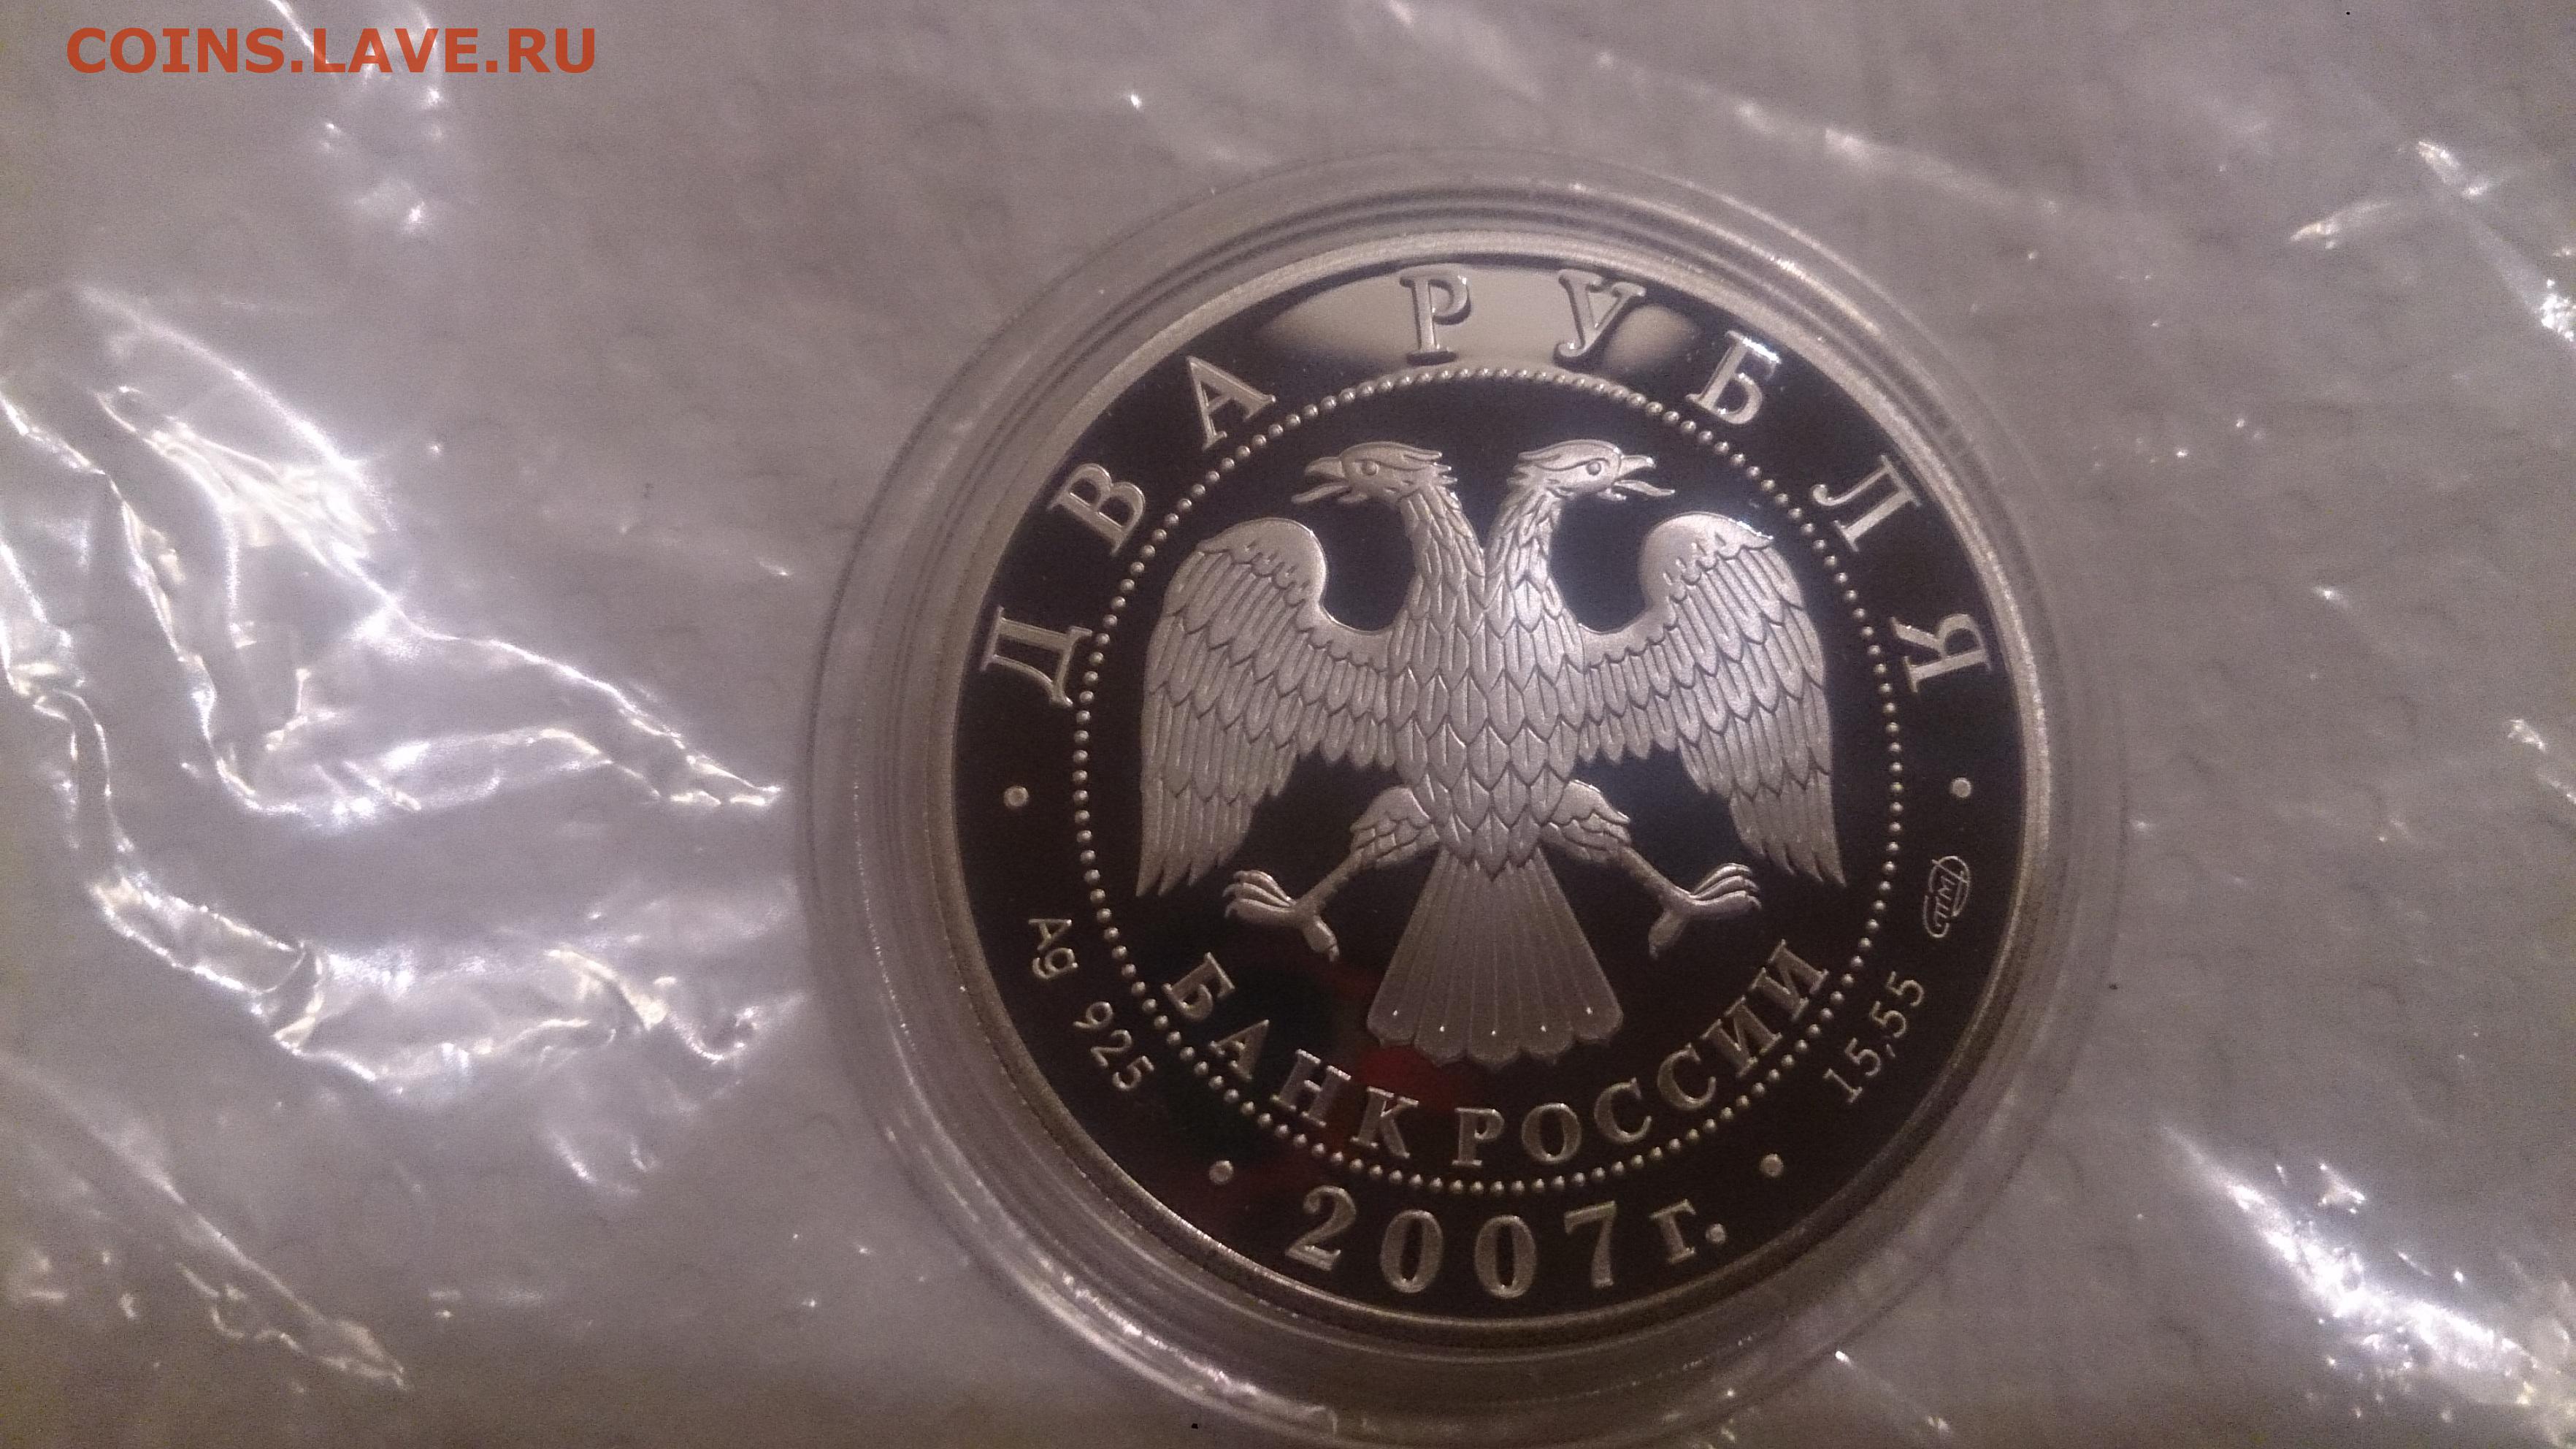 COINS.LAVE.RU
ДВА РУБЛЯ
БАНК РОССИИ
Ag 925
15,55
2007 г.